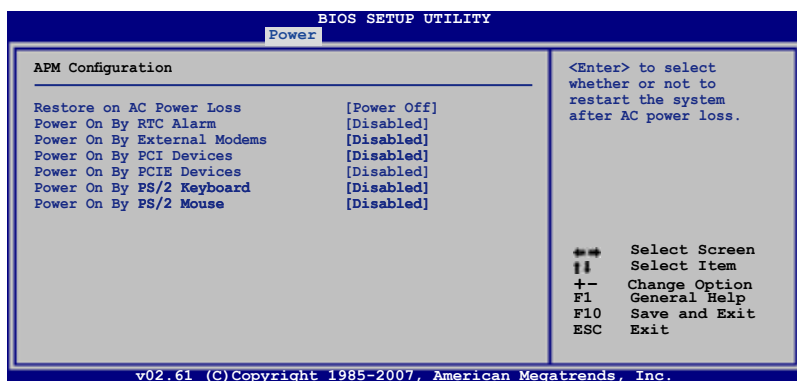 BIOS SETUP UTILITY
Power
APM Configuration
Restore on AC Power Loss [Power Off]
Power On By RTC Alarm [Disabled]
Power On By External Modems [Disabled]
Power On By PCI Devices [Disabled]
Power On By PCIE Devices [Disabled]
Power On By PS/2 Keyboard [Disabled]
Power On By PS/2 Mouse [Disabled]
<Enter> to select
whether or not to
restart the system
after AC power loss.
←→ Select Screen
↑↓ Select Item
+- Change Option
F1 General Help
F10 Save and Exit
ESC Exit
v02.61 (C)Copyright 1985-2007, American Megatrends, Inc.